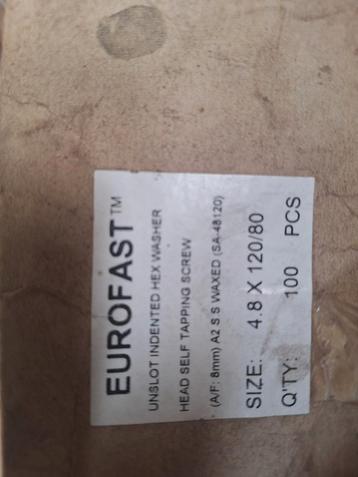 EUROFAST™
UNSLOT INDENTED HEX WASHER
HEAD SELF TAPPING SCREW
(A/F: 8mm) A2 S S WAXED (SA-48120)
SIZE: 4.8 X 120/80
Q'TY: 100 PCS